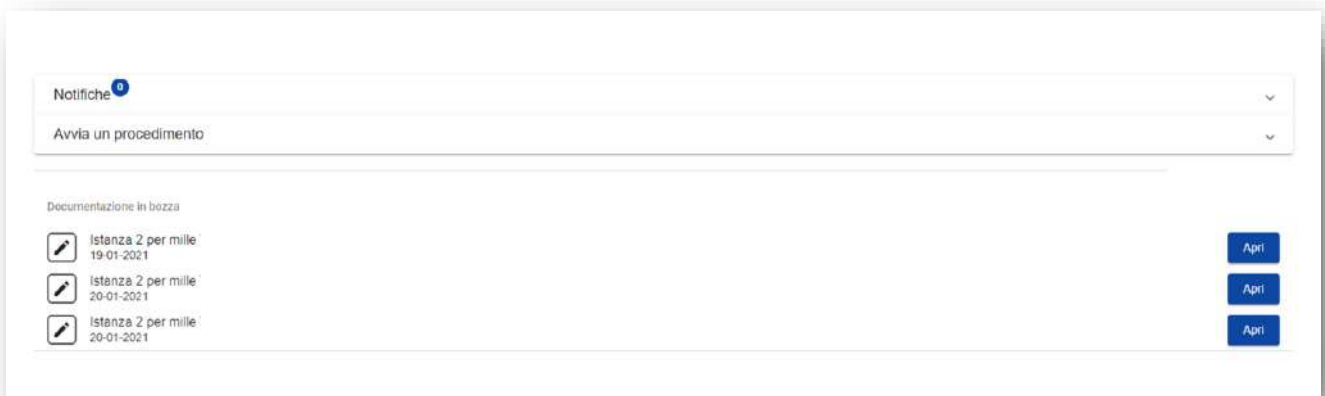 Notifiche 0
Avvia un procedimento
Documentazione in bozza
Istanza 2 per mille
19-01-2021
Apri
Istanza 2 per mille
20-01-2021
Apri
Istanza 2 per mille
20-01-2021
Apri